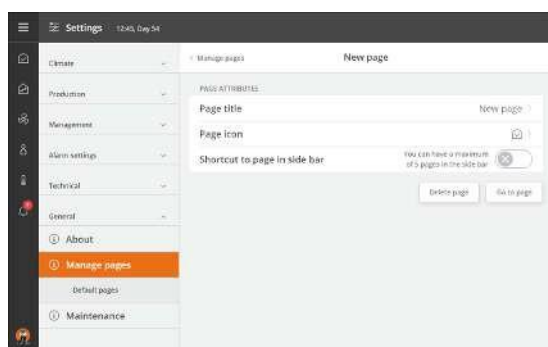 Settings 12:45, Day 54
Climate
Production
Management
Alarm settings
Technical
General
About
Manage pages
Default pages
Maintenance
Manage pages
New page
PAGE ATTRIBUTES
Page title
New page
Page icon
Shortcut to page in side bar
You can have a maximum
of 5 pages in the side bar
Delete page
Go to page